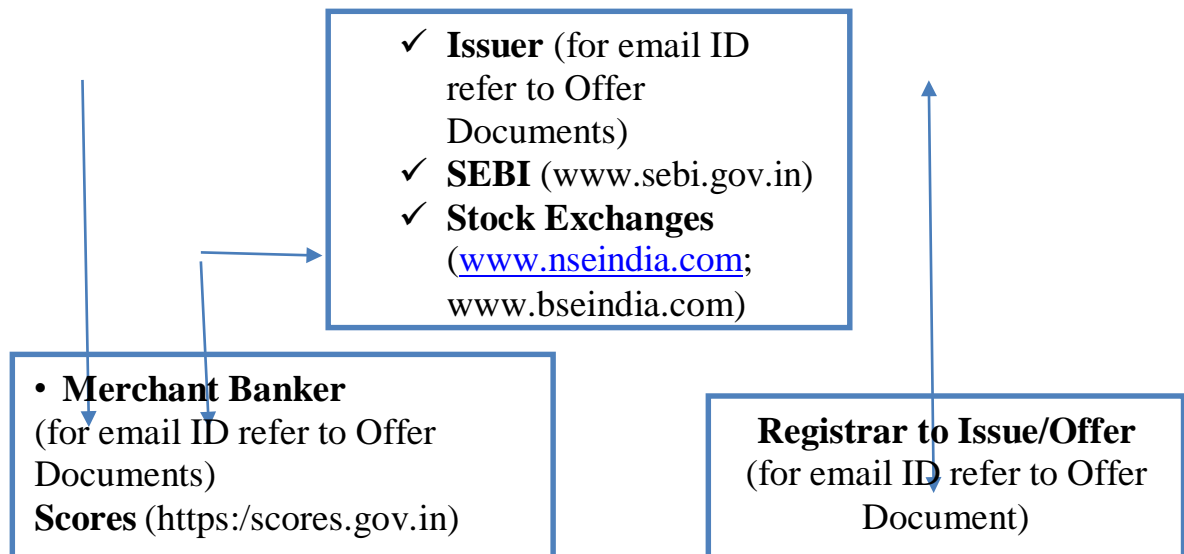 ✓ Issuer (for email ID
refer to Offer
Documents)
✓ SEBI (www.sebi.gov.in)
✓ Stock Exchanges
(www.nseindia.com;
www.bseindia.com)
• Merchant Banker
(for email ID refer to Offer
Documents)
Scores (https:/scores.gov.in)
Registrar to Issue/Offer
(for email ID refer to Offer
Document)